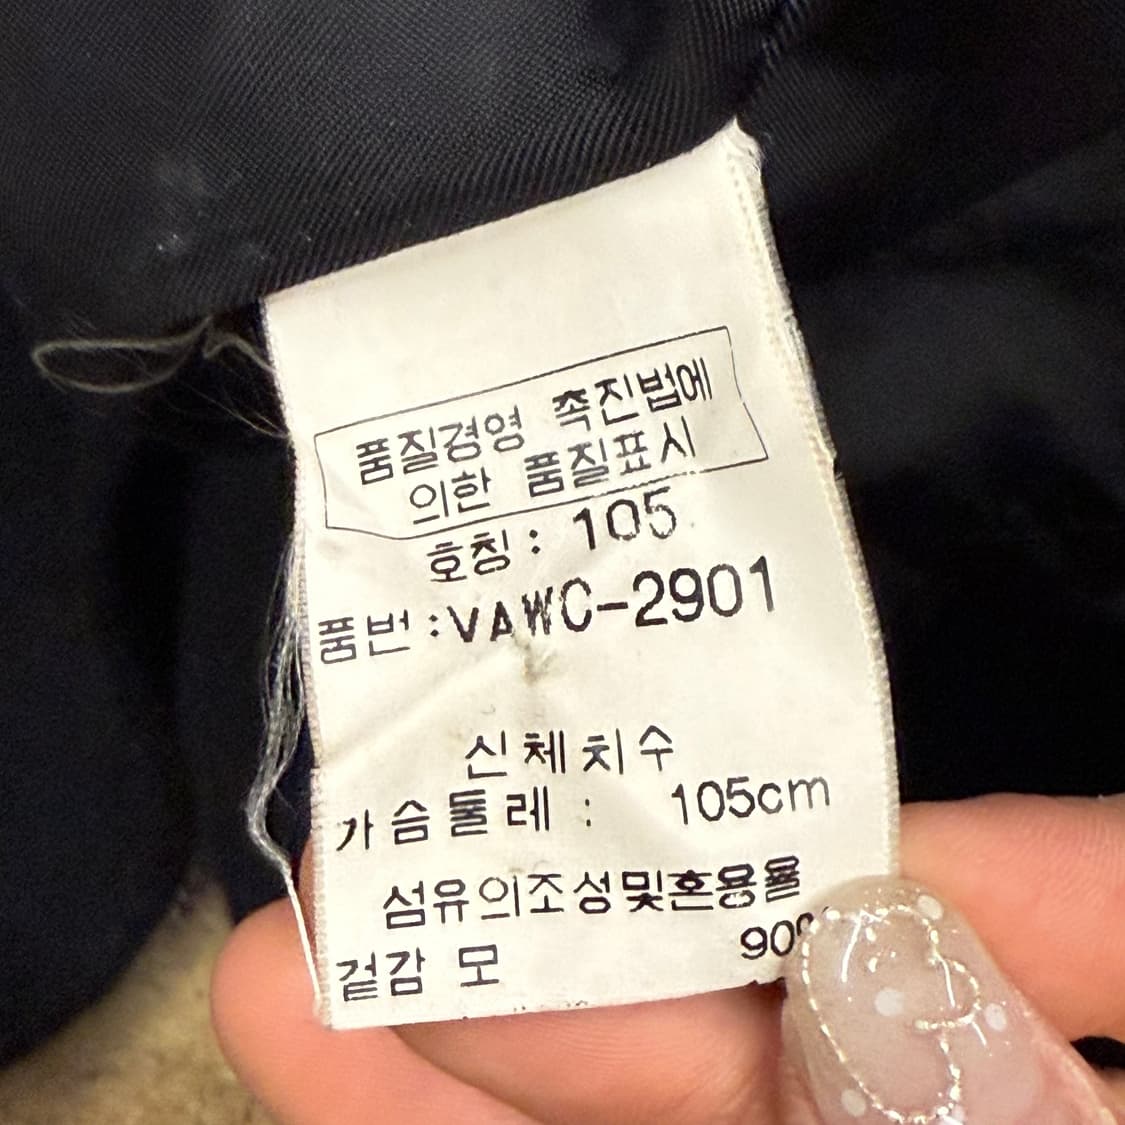 품질경영 촉진법에
의한 품질표시
호칭: 105
품번:VAWC-2901
신체치수
가슴둘레: 105cm
섬유의조성및혼용율
겉감 모 90%